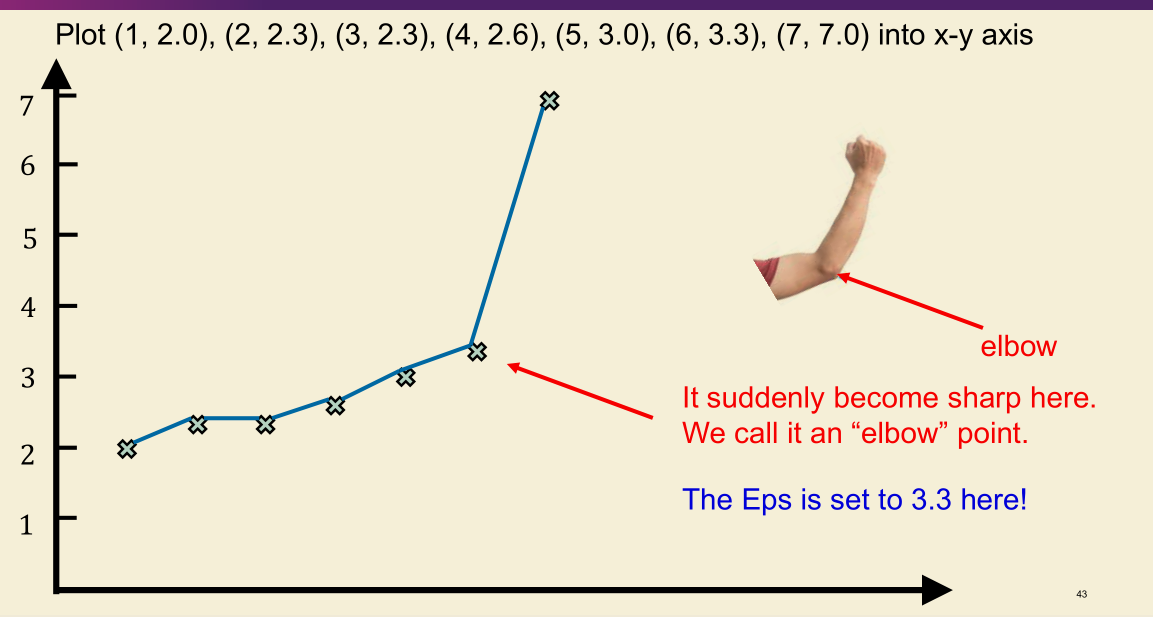 Plot (1, 2.0), (2, 2.3), (3, 2.3), (4, 2.6), (5, 3.0), (6, 3.3), (7, 7.0) into x-y axis
7
6
5
4
3
2
1
elbow
It suddenly become sharp here.
We call it an “elbow” point.
The Eps is set to 3.3 here!
43